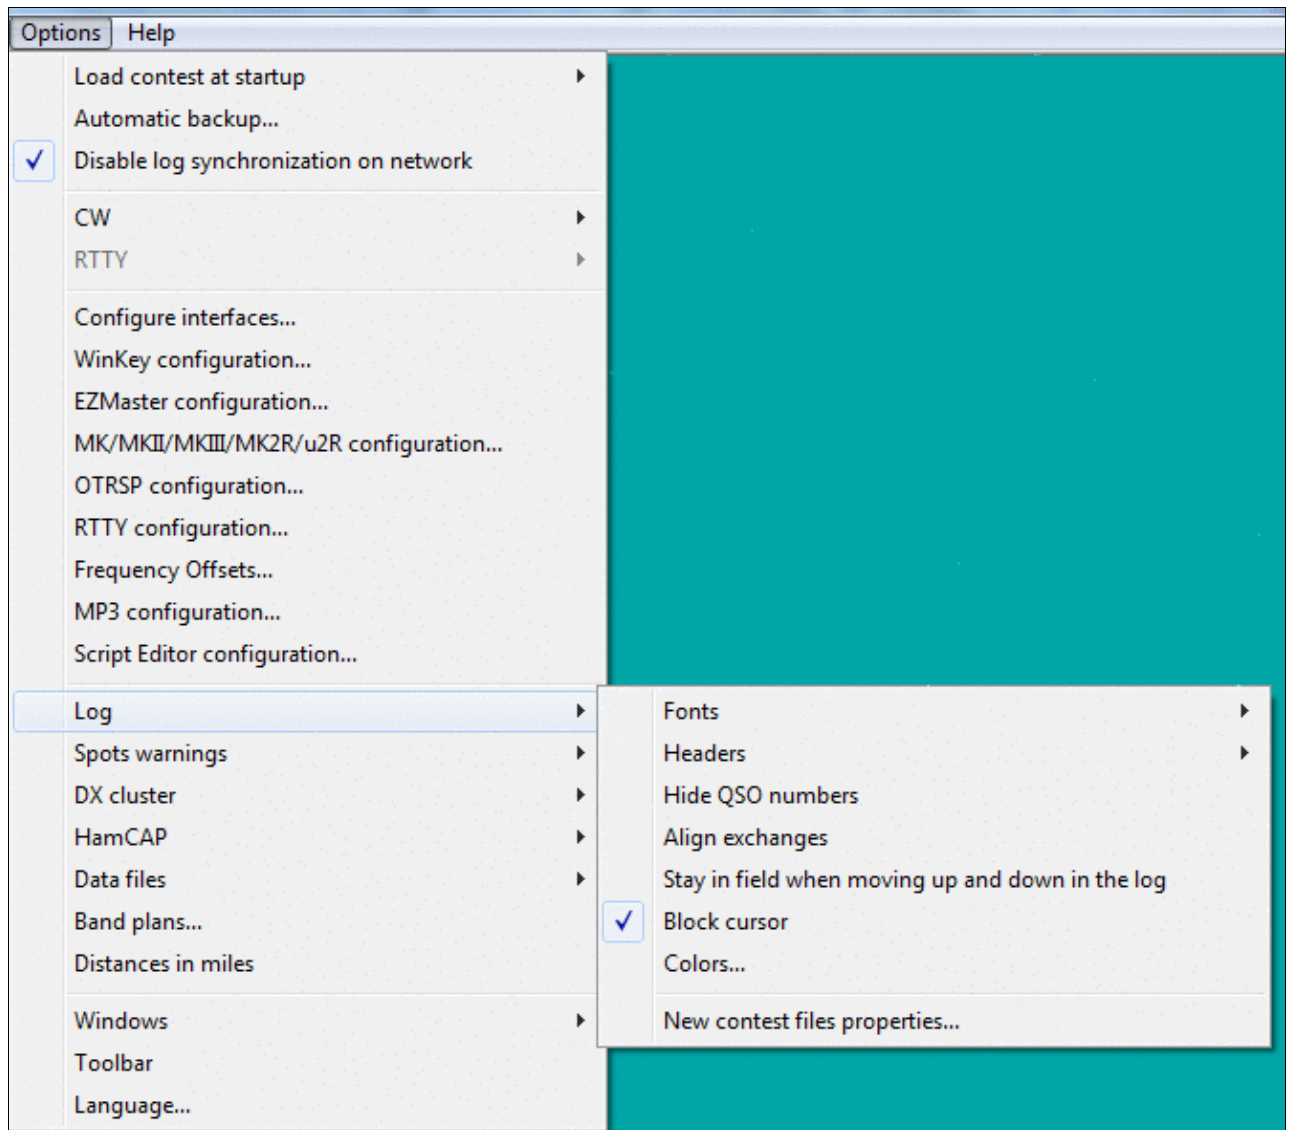 Options Help
Load contest at startup
Automatic backup...
Disable log synchronization on network
CW
RTTY
Configure interfaces...
WinKey configuration...
EZMaster configuration...
MK/MKII/MKIII/MK2R/u2R configuration...
OTRSP configuration...
RTTY configuration...
Frequency Offsets...
MP3 configuration...
Script Editor configuration...
Log
Spots warnings
DX cluster
HamCAP
Data files
Band plans...
Distances in miles
Windows
Toolbar
Language...
Fonts
Headers
Hide QSO numbers
Align exchanges
Stay in field when moving up and down in the log
Block cursor
Colors...
New contest files properties...